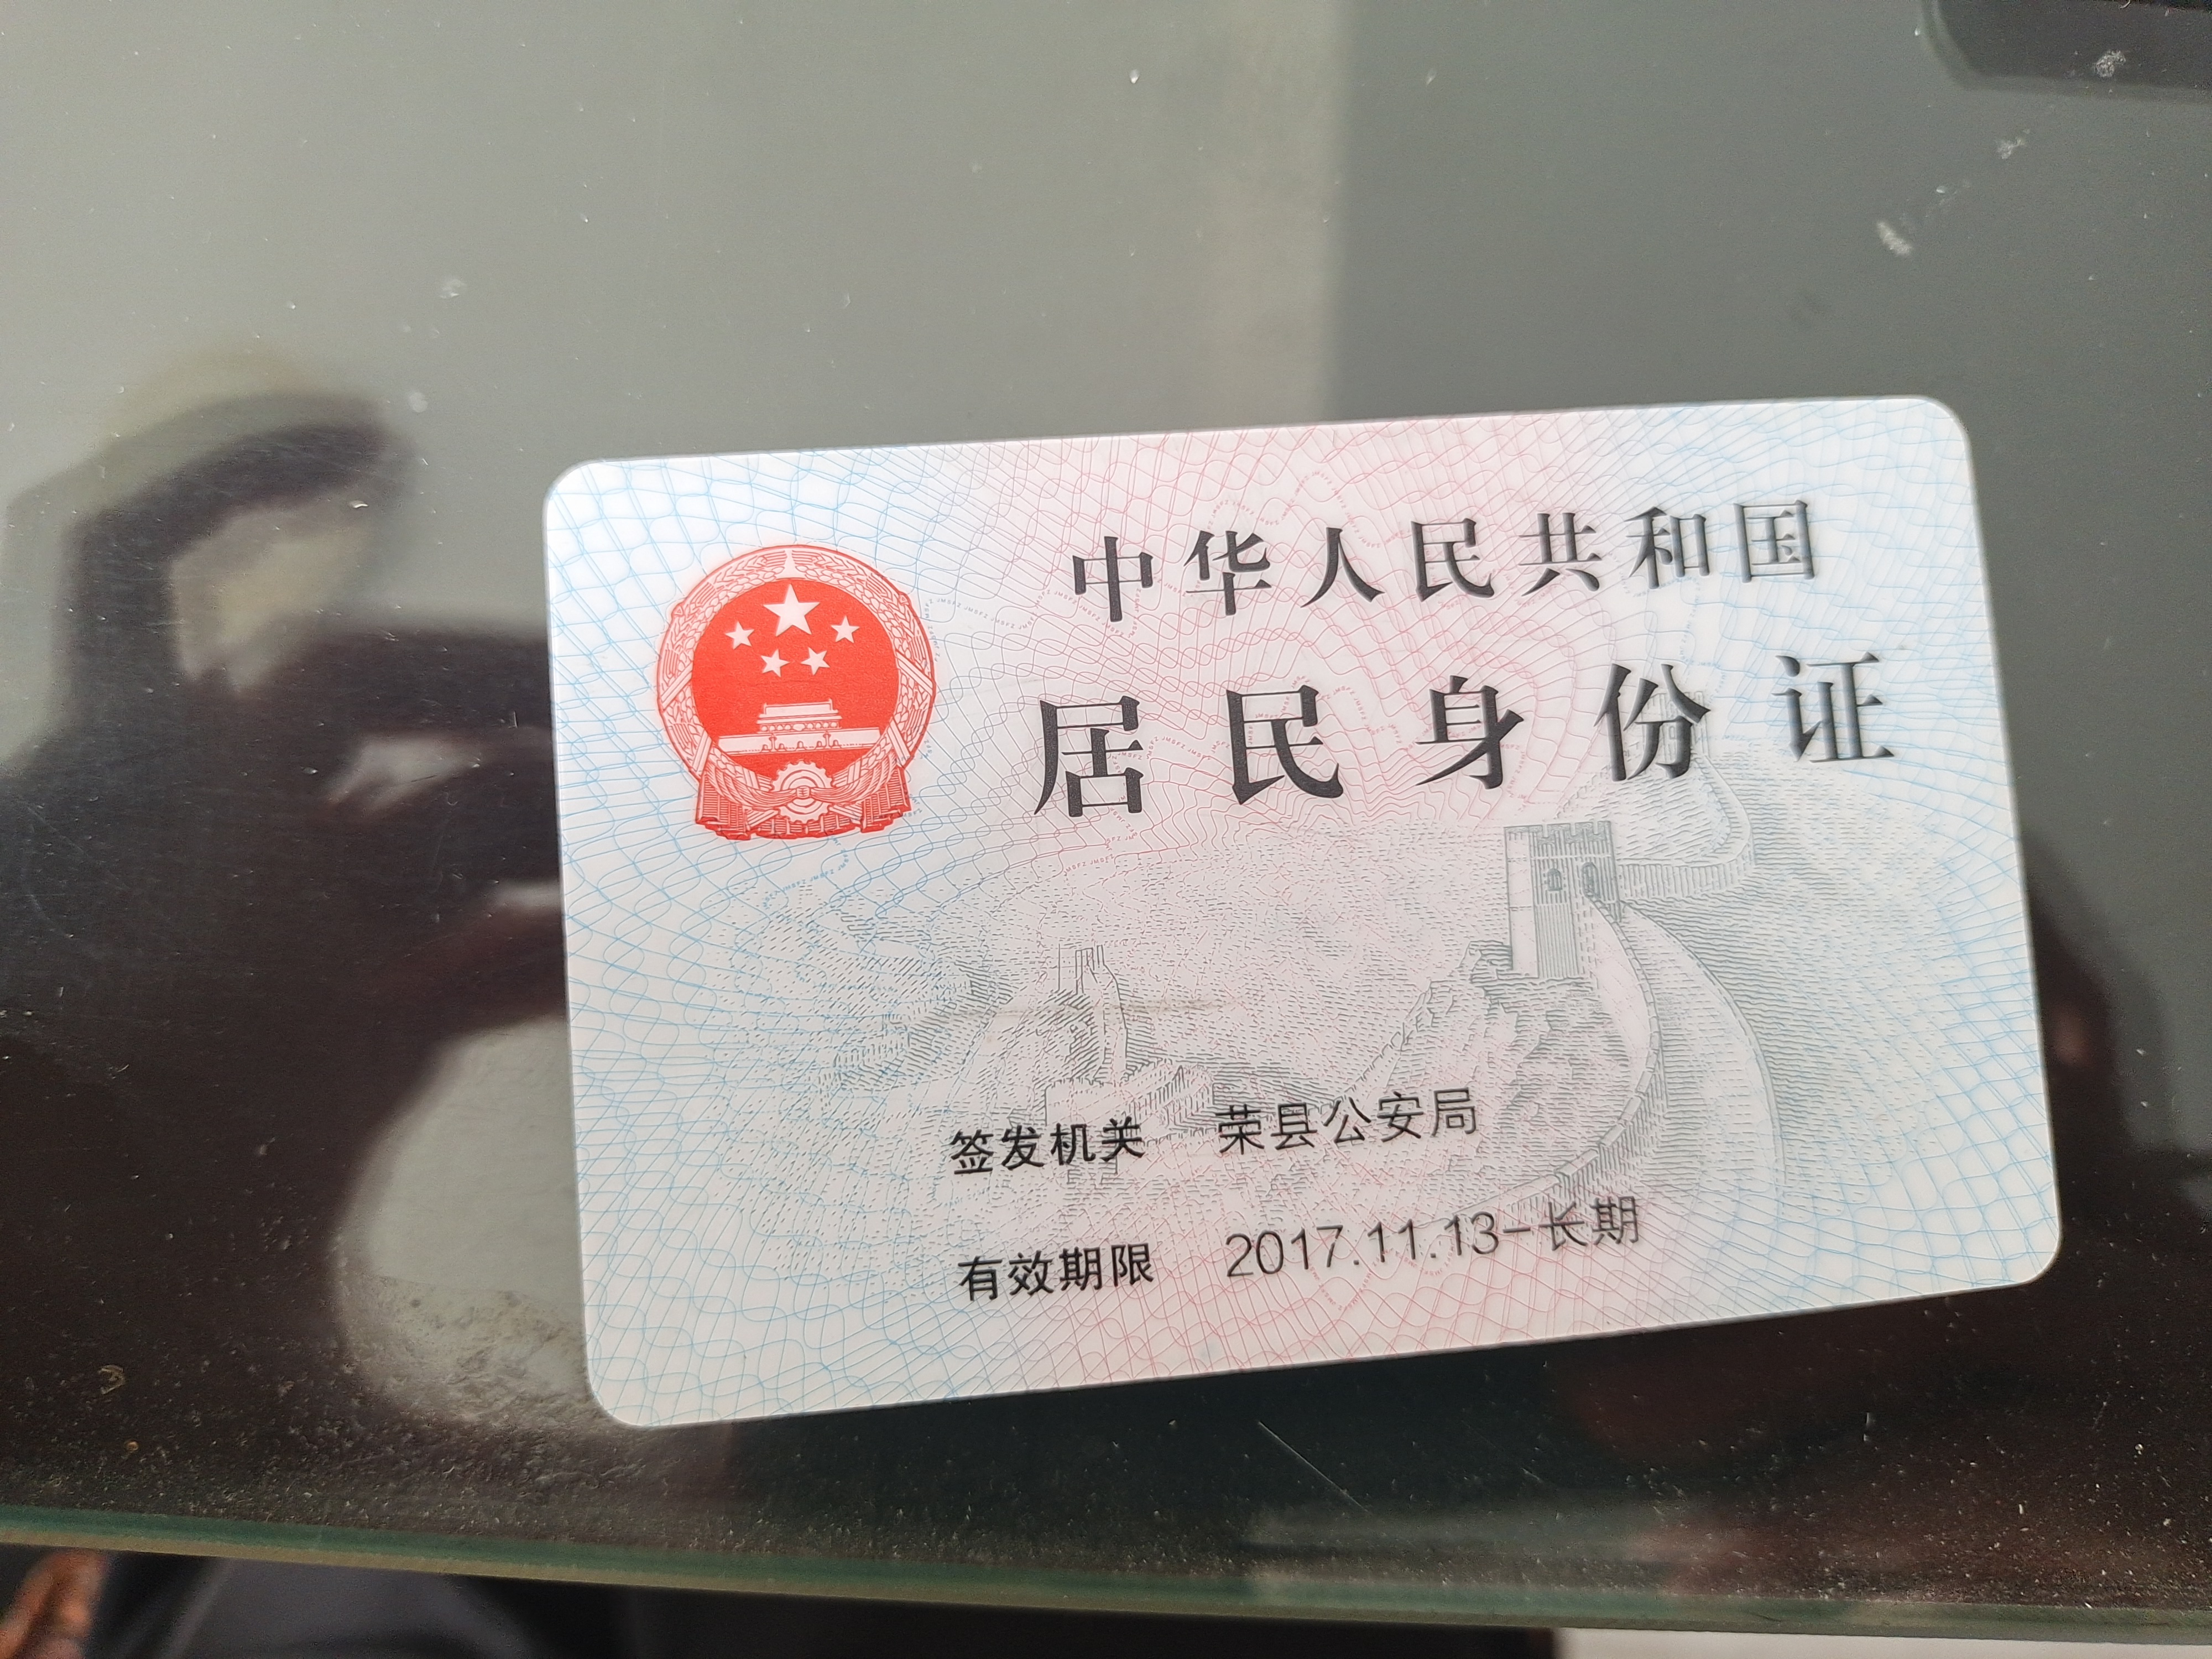 中华人民共和国
居民身份证
签发机关 荣县公安局
有效期限 2017.11.13-长期